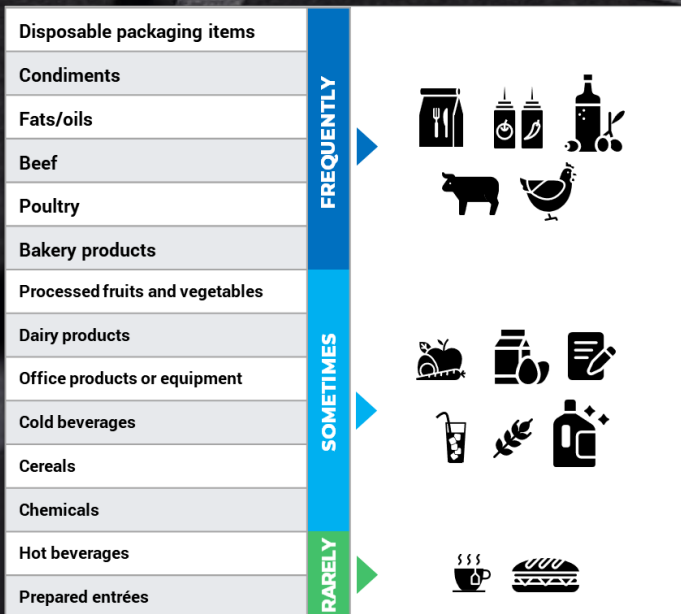 Disposable packaging items
Condiments
Fats/oils
Beef
Poultry
Bakery products
FREQUENTLY
Processed fruits and vegetables
Dairy products
Office products or equipment
Cold beverages
Cereals
Chemicals
SOMETIMES
Hot beverages
Prepared entrées
RARELY